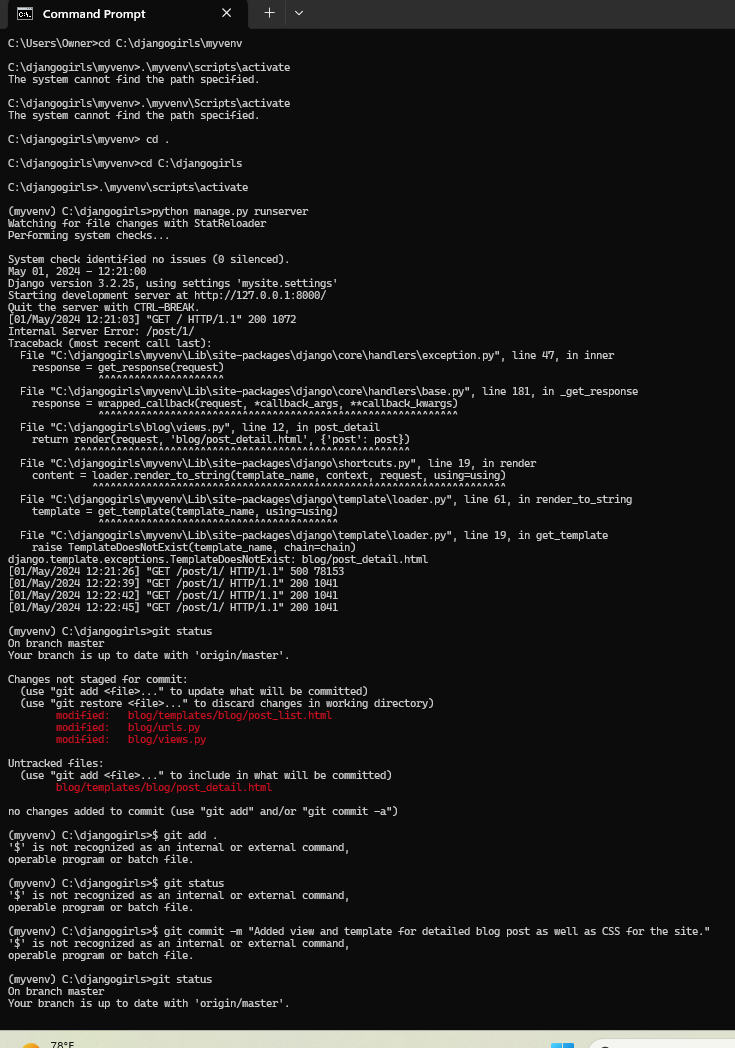 Command Prompt
C:\Users\Owner>cd C:\djangogirls\myvenv
C:\djangogirls\myvenv>.\myvenv\scripts\activate
The system cannot find the path specified.
C:\djangogirls\myvenv>.\myvenv\Scripts\activate
The system cannot find the path specified.
C:\djangogirls\myvenv> cd .
C:\djangogirls\myvenv>cd C:\djangogirls
C:\djangogirls>.\myvenv\scripts\activate
(myvenv) C:\djangogirls>python manage.py runserver
Watching for file changes with StatReloader
Performing system checks...
System check identified no issues (0 silenced).
May 01, 2024 - 12:21:00
Django version 3.2.25, using settings 'mysite.settings'
Starting development server at http://127.0.0.1:8000/
Quit the server with CTRL-BREAK.
[01/May/2024 12:21:03] "GET / HTTP/1.1" 200 1072
Internal Server Error: /post/1/
Traceback (most recent call last):
  File "C:\djangogirls\myvenv\Lib\site-packages\django\core\handlers\exception.py", line 47, in inner
    response = get_response(request)
               ^^^^^^^^^^^^^^^^^^^^^
  File "C:\djangogirls\myvenv\Lib\site-packages\django\core\handlers\base.py", line 181, in _get_response
    response = wrapped_callback(request, *callback_args, **callback_kwargs)
               ^^^^^^^^^^^^^^^^^^^^^^^^^^^^^^^^^^^^^^^^^^^^^^^^^^^^^^^^^^^^
  File "C:\djangogirls\blog\views.py", line 12, in post_detail
    return render(request, 'blog/post_detail.html', {'post': post})
           ^^^^^^^^^^^^^^^^^^^^^^^^^^^^^^^^^^^^^^^^^^^^^^^^^^^^^^^^
  File "C:\djangogirls\myvenv\Lib\site-packages\django\shortcuts.py", line 19, in render
    content = loader.render_to_string(template_name, context, request, using=using)
              ^^^^^^^^^^^^^^^^^^^^^^^^^^^^^^^^^^^^^^^^^^^^^^^^^^^^^^^^^^^^^^^^^^^^^
  File "C:\djangogirls\myvenv\Lib\site-packages\django\template\loader.py", line 61, in render_to_string
    template = get_template(template_name, using=using)
               ^^^^^^^^^^^^^^^^^^^^^^^^^^^^^^^^^^^^^^^^
  File "C:\djangogirls\myvenv\Lib\site-packages\django\template\loader.py", line 19, in get_template
    raise TemplateDoesNotExist(template_name, chain=chain)
django.template.exceptions.TemplateDoesNotExist: blog/post_detail.html
[01/May/2024 12:21:26] "GET /post/1/ HTTP/1.1" 500 78153
[01/May/2024 12:22:39] "GET /post/1/ HTTP/1.1" 200 1041
[01/May/2024 12:22:42] "GET /post/1/ HTTP/1.1" 200 1041
[01/May/2024 12:22:45] "GET /post/1/ HTTP/1.1" 200 1041
(myvenv) C:\djangogirls>git status
On branch master
Your branch is up to date with 'origin/master'.
Changes not staged for commit:
  (use "git add <file>..." to update what will be committed)
  (use "git restore <file>..." to discard changes in working directory)
        modified:   blog/templates/blog/post_list.html
        modified:   blog/urls.py
        modified:   blog/views.py
Untracked files:
  (use "git add <file>..." to include in what will be committed)
        blog/templates/blog/post_detail.html
no changes added to commit (use "git add" and/or "git commit -a")
(myvenv) C:\djangogirls>$ git add .
'$' is not recognized as an internal or external command,
operable program or batch file.
(myvenv) C:\djangogirls>$ git status
'$' is not recognized as an internal or external command,
operable program or batch file.
(myvenv) C:\djangogirls>$ git commit -m "Added view and template for detailed blog post as well as CSS for the site."
'$' is not recognized as an internal or external command,
operable program or batch file.
(myvenv) C:\djangogirls>git status
On branch master
Your branch is up to date with 'origin/master'.
78°F